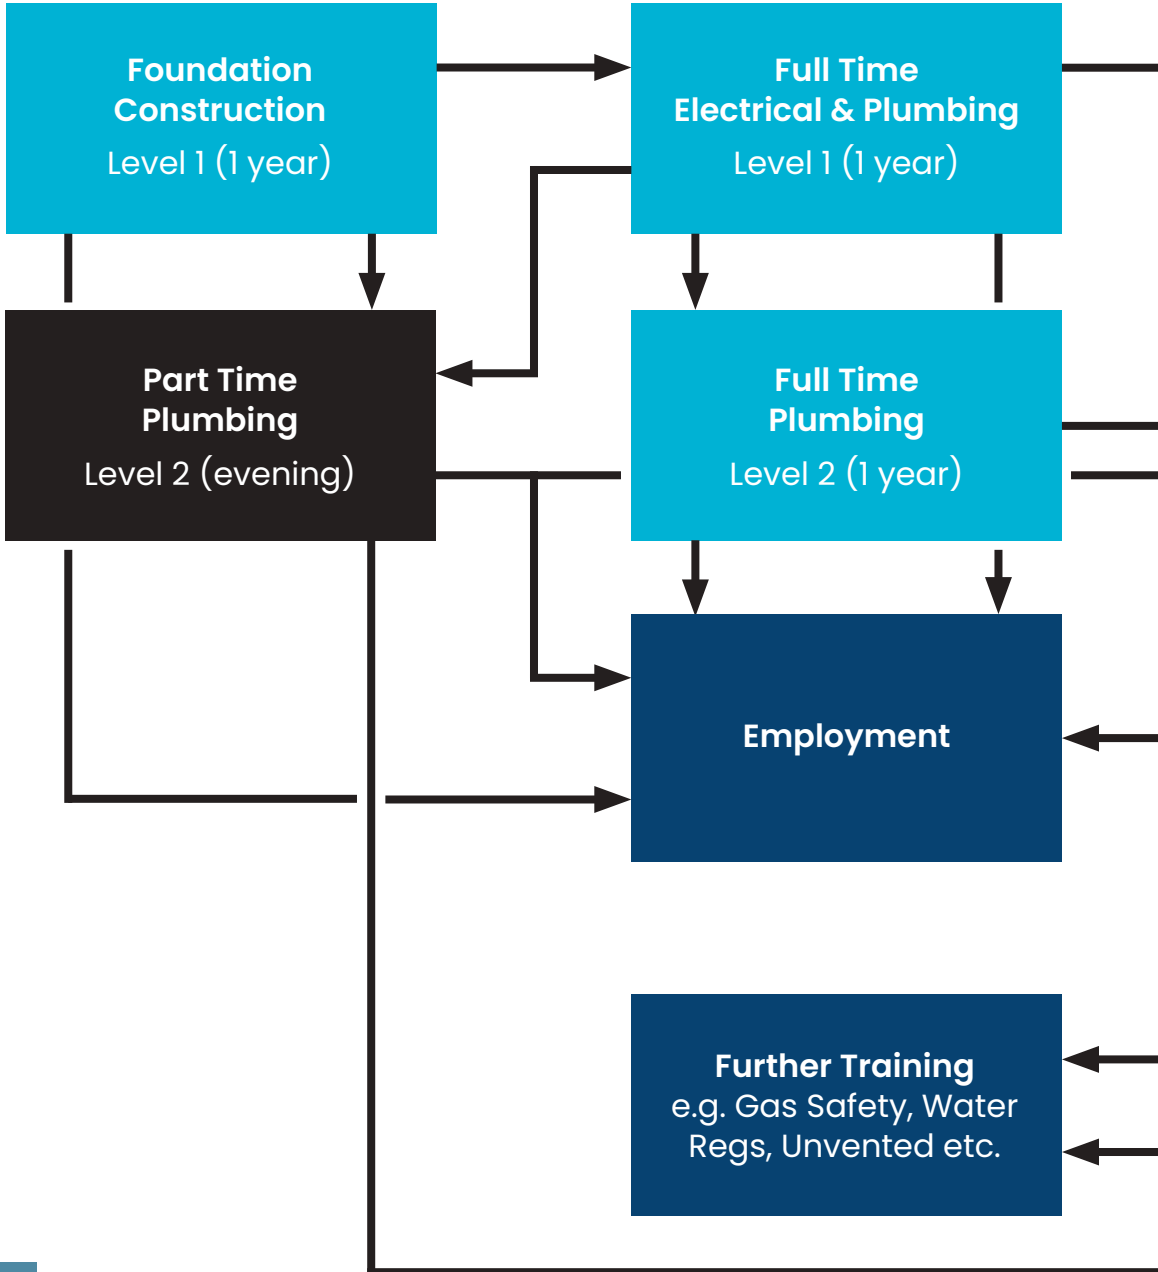 Foundation
Construction
Level 1 (1 year)
Full Time
Electrical & Plumbing
Level 1 (1 year)
Part Time
Plumbing
Level 2 (evening)
Full Time
Plumbing
Level 2 (1 year)
Employment
Further Training
e.g. Gas Safety, Water
Regs, Unvented etc.